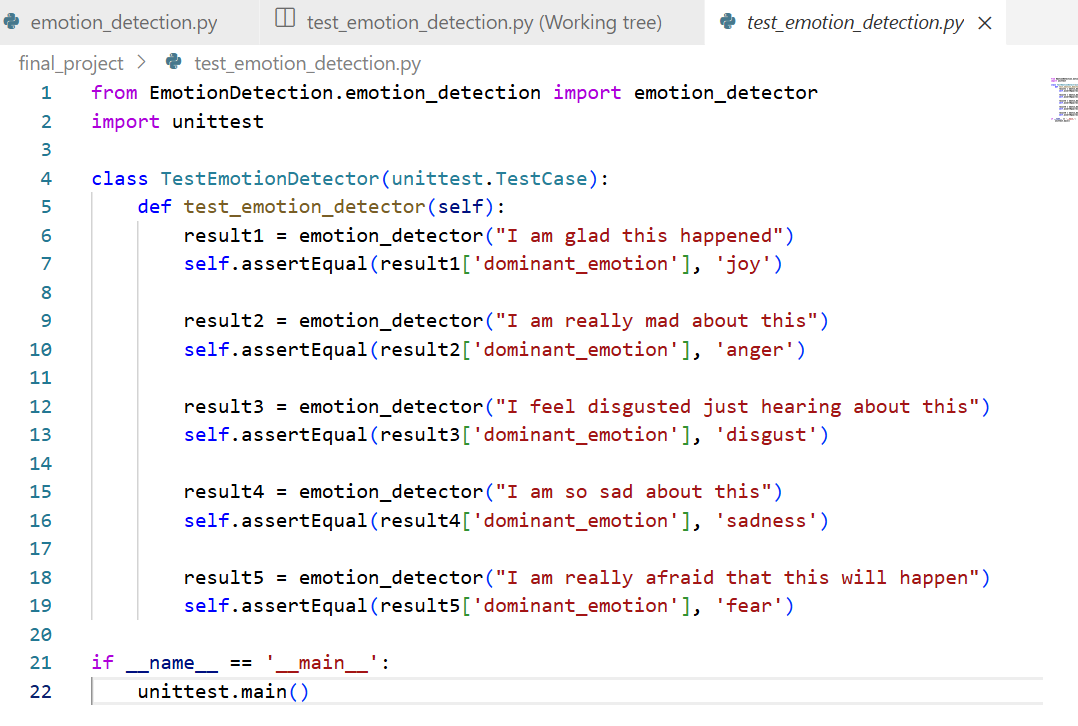 emotion_detection.py test_emotion_detection.py (Working tree) test_emotion_detection.py
final_project > test_emotion_detection.py
1 from EmotionDetection.emotion_detection import emotion_detector
2 import unittest
3
4 class TestEmotionDetector(unittest.TestCase):
5     def test_emotion_detector(self):
6         result1 = emotion_detector("I am glad this happened")
7         self.assertEqual(result1['dominant_emotion'], 'joy')
8
9         result2 = emotion_detector("I am really mad about this")
10         self.assertEqual(result2['dominant_emotion'], 'anger')
11
12         result3 = emotion_detector("I feel disgusted just hearing about this")
13         self.assertEqual(result3['dominant_emotion'], 'disgust')
14
15         result4 = emotion_detector("I am so sad about this")
16         self.assertEqual(result4['dominant_emotion'], 'sadness')
17
18         result5 = emotion_detector("I am really afraid that this will happen")
19         self.assertEqual(result5['dominant_emotion'], 'fear')
20
21 if __name__ == '__main__':
22     unittest.main()